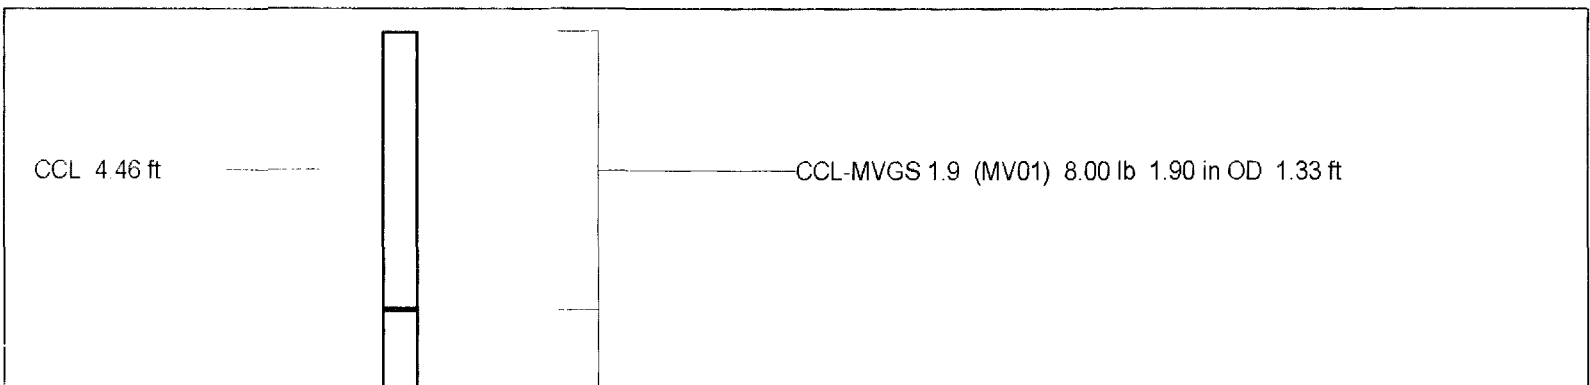 CCL 4.46 ft
CCL-MVGS 1.9 (MV01) 8.00 lb 1.90 in OD 1.33 ft